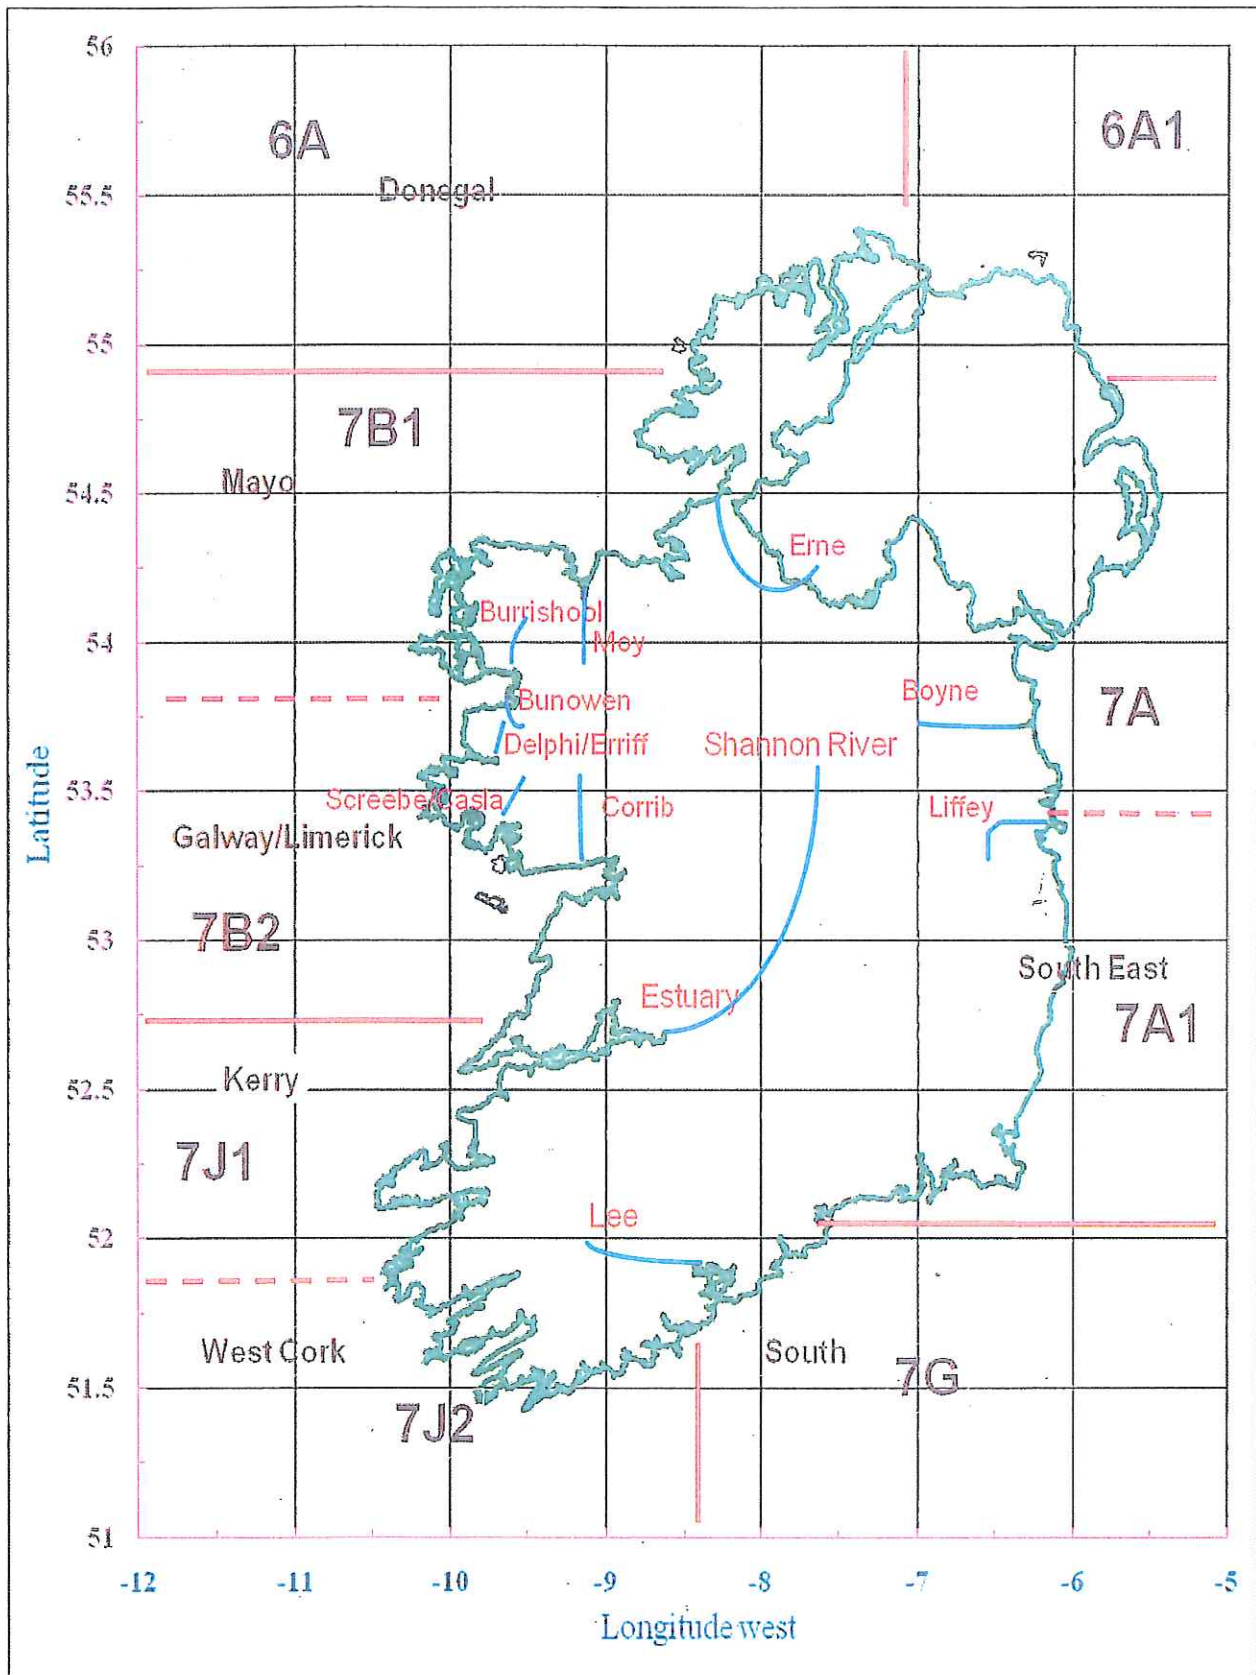 56
6A
6A1
55.5
Donegal
55
7B1
Mayo
54.5
Erne
Burrishool
54
Moy
Bunowen
Boyne
7A
Delphi/Erriff
Shannon River
53.5
Screebe/Casla
Corrib
Liffey
Galway/Limerick
Latitude
7B2
53
South East
Estuary
7A1
Kerry
52.5
7J1
Lee
52
West Cork
South
7G
51.5
7J2
51
-12
-11
-10
-9
-8
-7
-6
-5
Longitude west